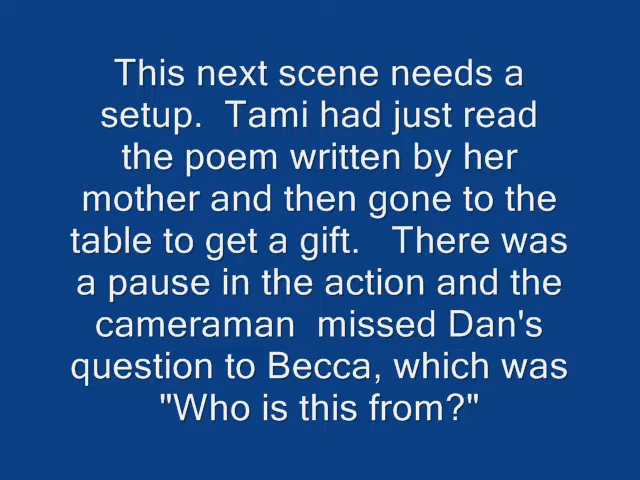 This next scene needs a
setup.  Tami had just read
the poem written by her
mother and then gone to the
table to get a gift.   There was
a pause in the action and the
cameraman  missed Dan's
question to Becca, which was
"Who is this from?"